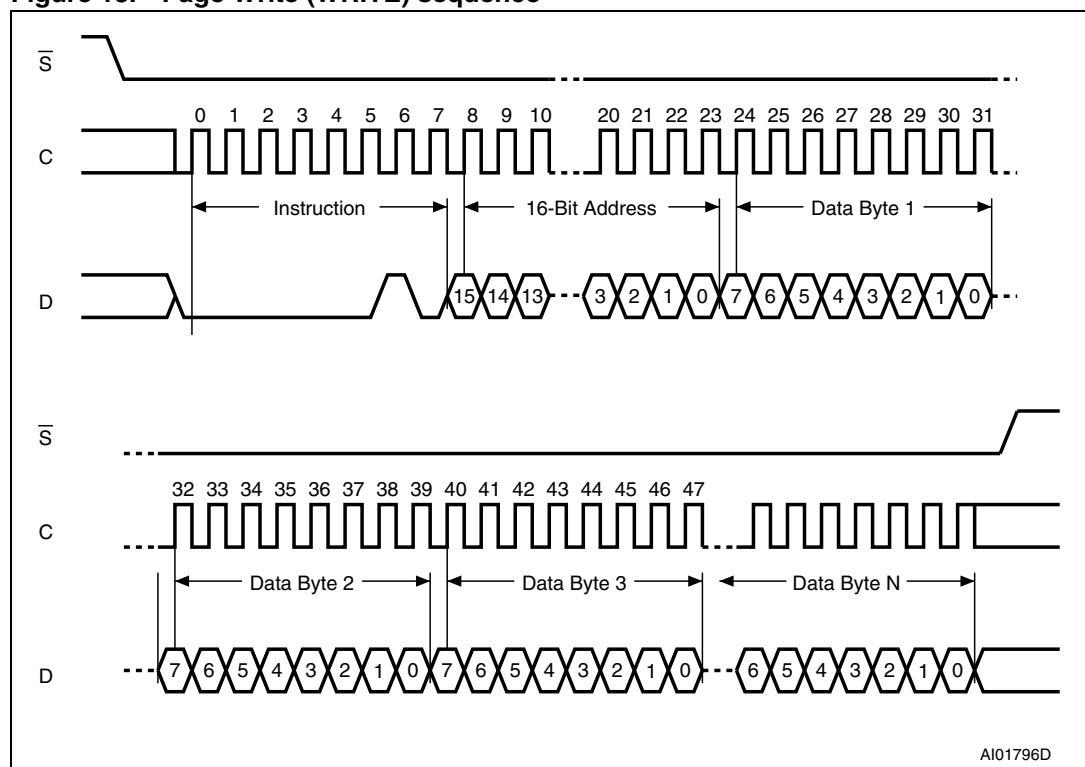 S
0 1 2 3 4 5 6 7 8 9 10 20 21 22 23 24 25 26 27 28 29 30 31
C
Instruction 16-Bit Address Data Byte 1
D 15 14 13 3 2 1 0 7 6 5 4 3 2 1 0
S
32 33 34 35 36 37 38 39 40 41 42 43 44 45 46 47
C
Data Byte 2 Data Byte 3 Data Byte N
D 7 6 5 4 3 2 1 0 7 6 5 4 3 2 1 0 6 5 4 3 2 1 0
AI01796D